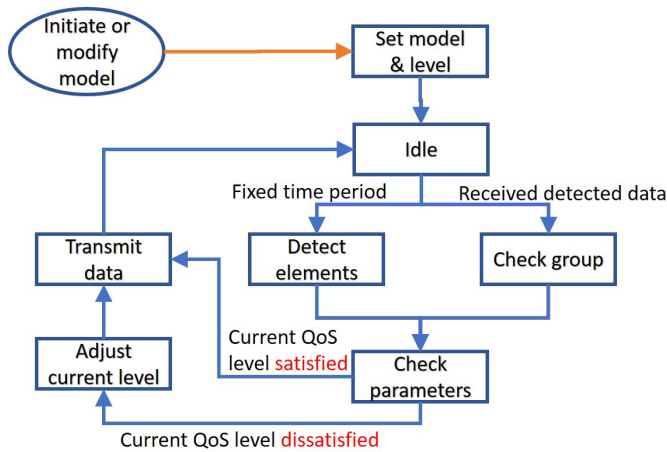 Initiate or
modify
model
Set model
& level
Idle
Fixed time period
Received detected data
Transmit
data
Detect
elements
Check group
Current QoS
level satisfied
Adjust
current level
Check
parameters
Current QoS level dissatisfied